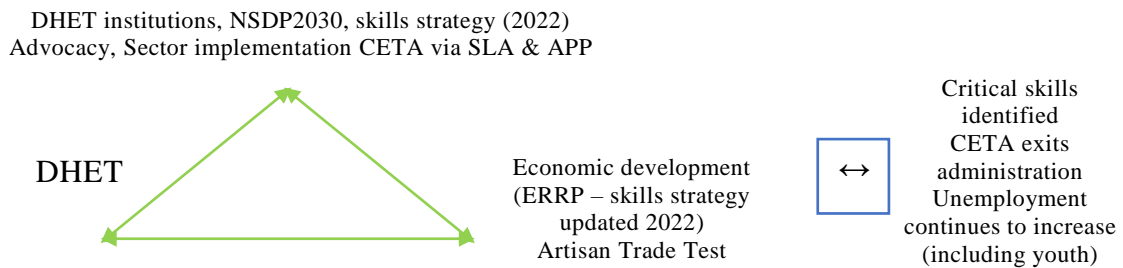 DHET institutions, NSDP2030, skills strategy (2022)
Advocacy, Sector implementation CETA via SLA & APP
DHET
Economic development
(ERRP – skills strategy
updated 2022)
Artisan Trade Test
↔
Critical skills
identified
CETA exits
administration
Unemployment
continues to increase
(including youth)